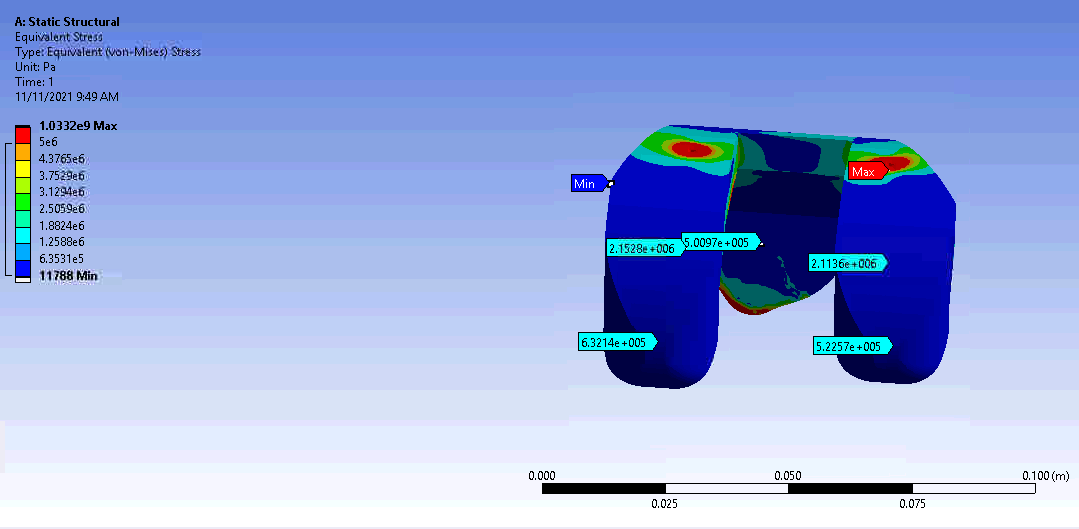 A: Static Structural
Equivalent Stress
Type: Equivalent (von-Mises) Stress
Unit: Pa
Time: 1
11/11/2021 9:49 AM
1.0332e9 Max
5e6
4.3765e6
3.7529e6
3.1294e6
2.5059e6
1.8824e6
1.2588e6
6.3531e5
11788 Min
Min
Max
2.1528e+006
5.0097e+005
2.1136e+006
6.3214e+005
5.2257e+005
0.000
0.050
0.100 (m)
0.025
0.075